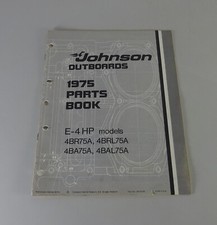 Johnson
OUTBOARDS
1975
PARTS
BOOK
E-4 HP models
4BR75A, 4BRL75A
4BA75A, 4BAL75A